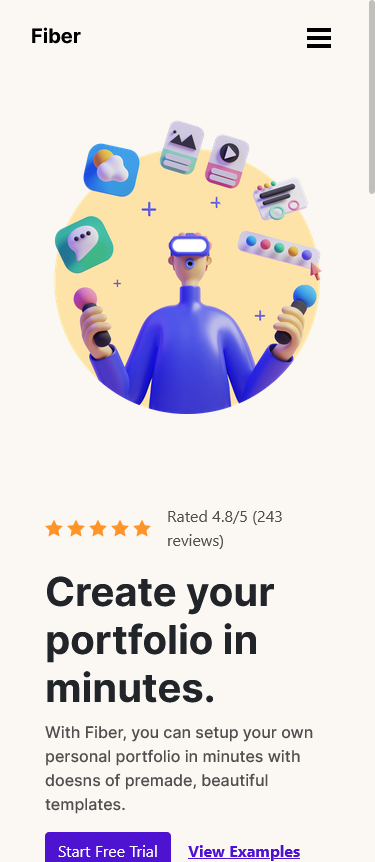 Fiber
Rated 4.8/5 (243
reviews)
Create your
portfolio in
minutes.
With Fiber, you can setup your own
personal portfolio in minutes with
doesns of premade, beautiful
templates.
Start Free Trial
View Examples